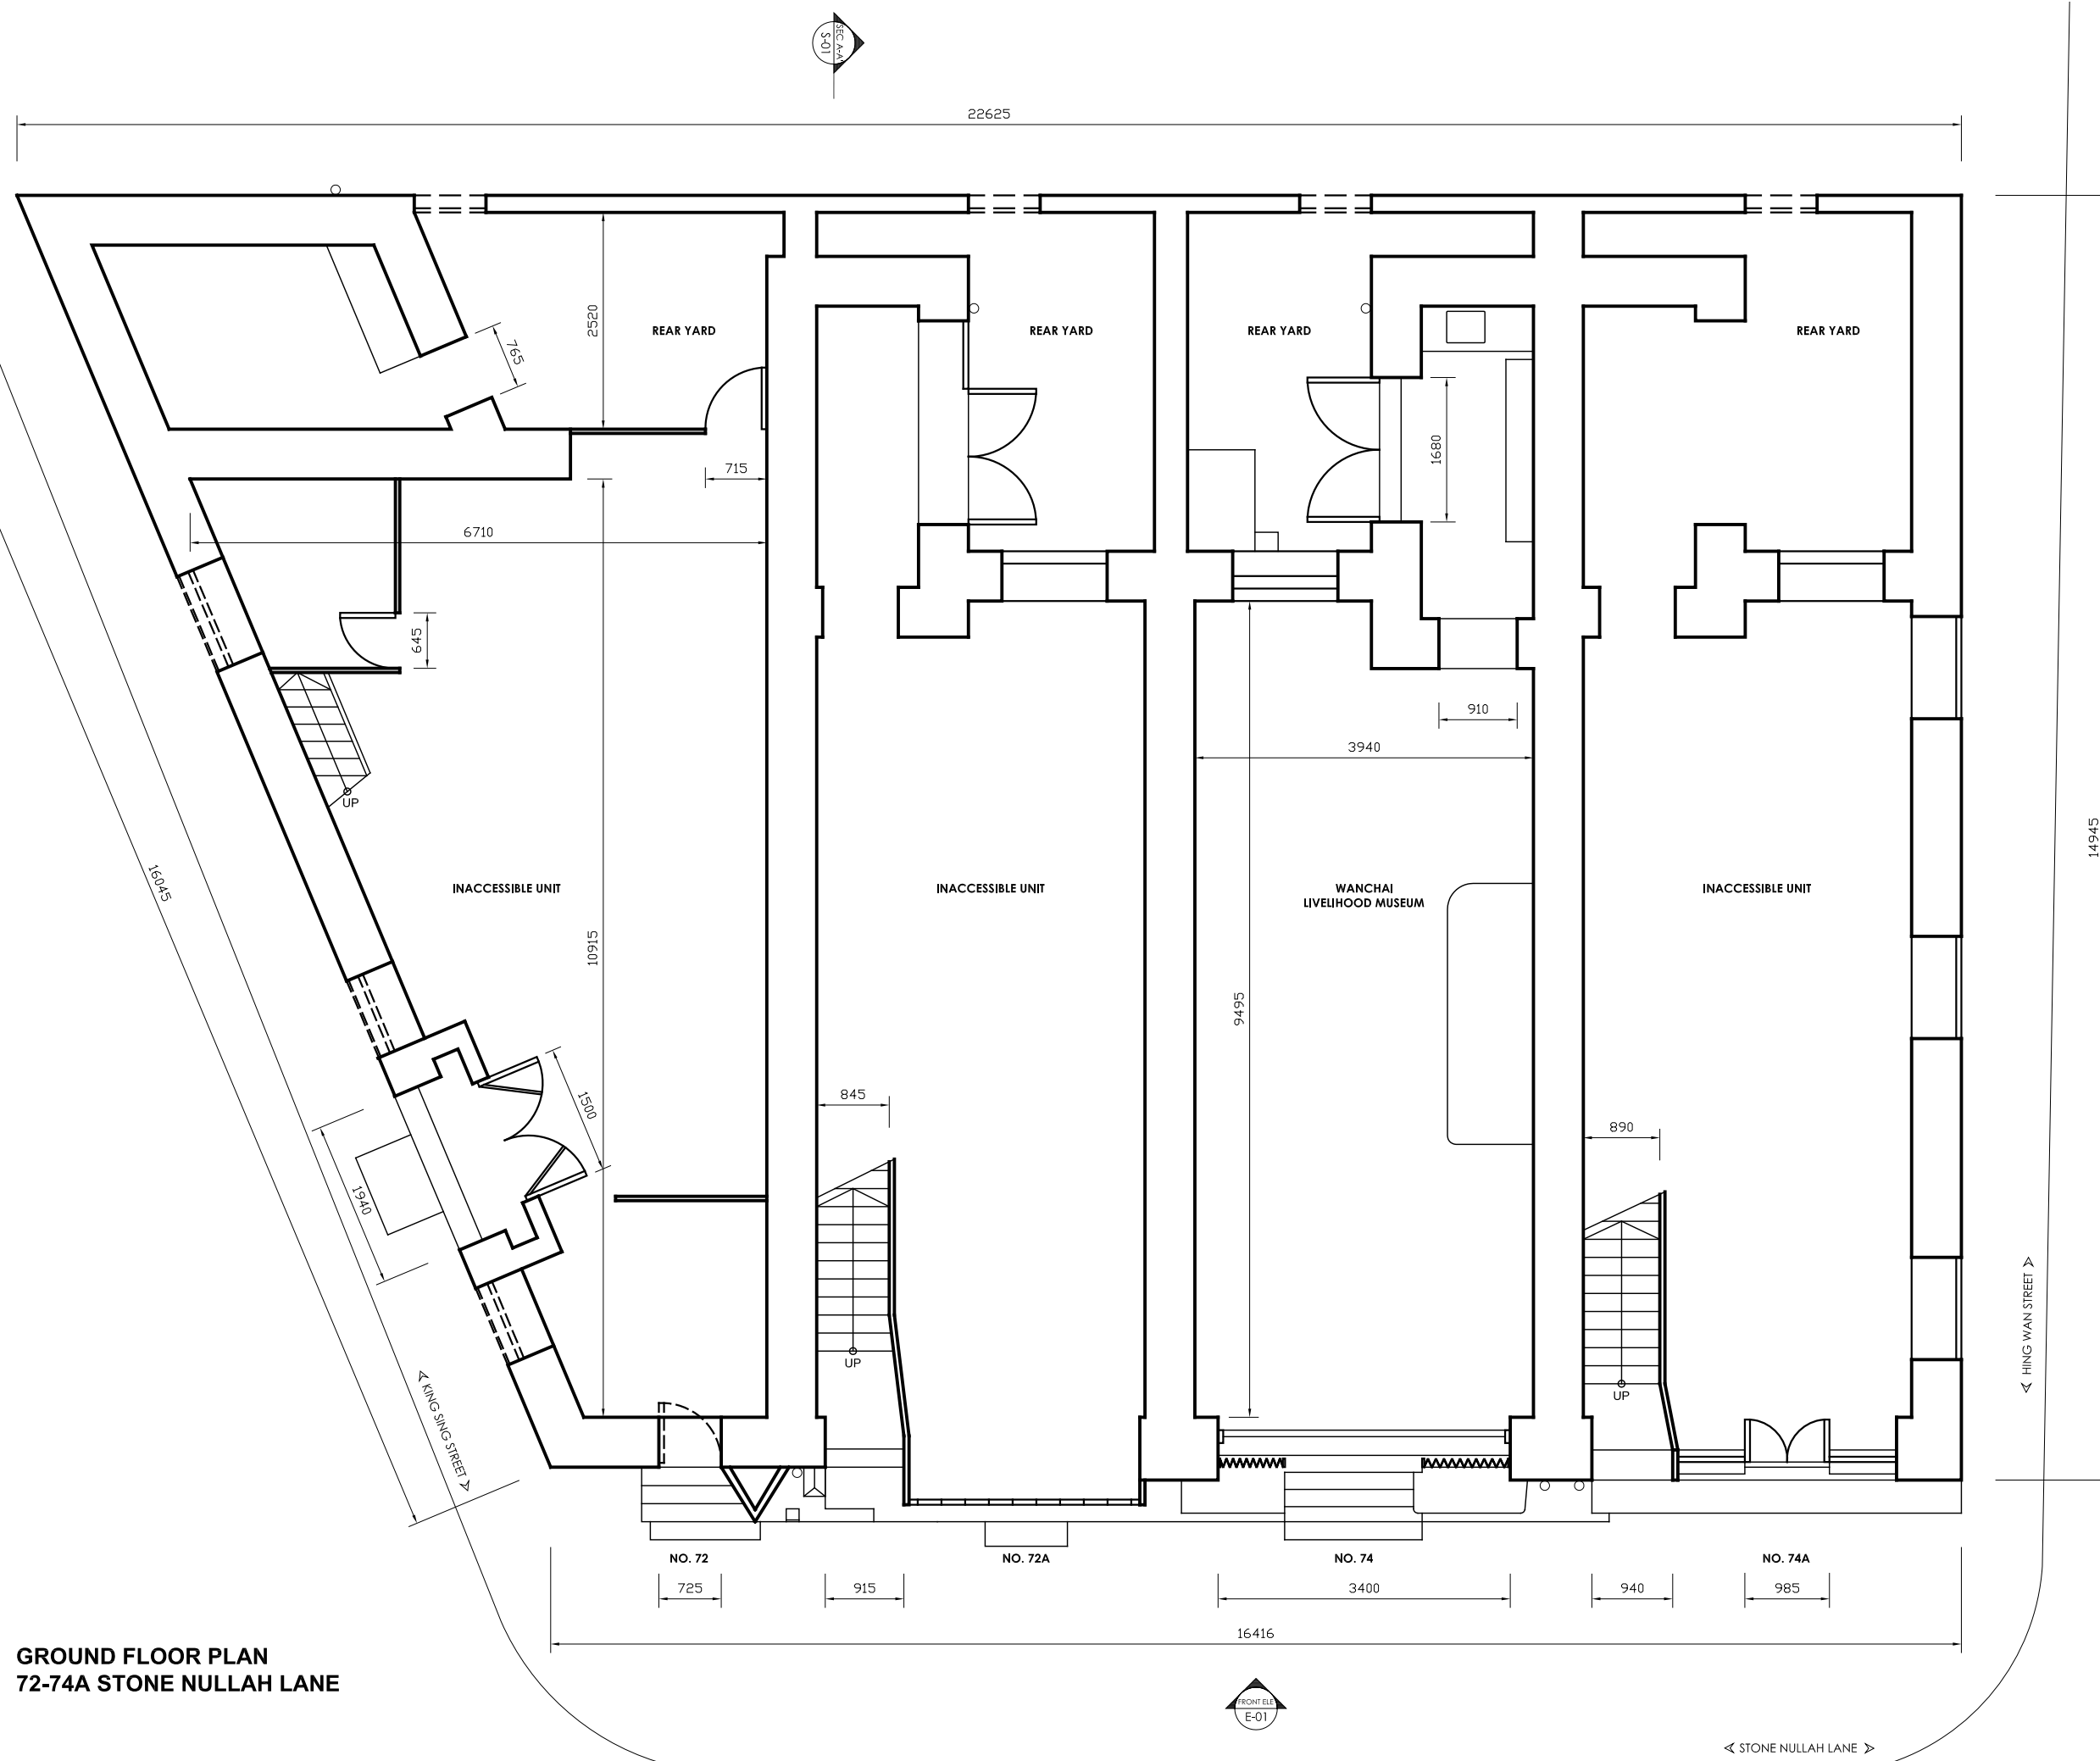 SEC A-A'
S-01
22625
REAR YARD
REAR YARD
REAR YARD
REAR YARD
2520
765
715
1680
6710
645
910
3940
UP
14945
16045
INACCESSIBLE UNIT
INACCESSIBLE UNIT
WANCHAI
LIVELIHOOD MUSEUM
INACCESSIBLE UNIT
10915
9495
1500
845
890
1940
UP
UP
KING SING STREET
HING WAN STREET
NO. 72
NO. 72A
NO. 74
NO. 74A
725
915
3400
940
985
16416
GROUND FLOOR PLAN
72-74A STONE NULLAH LANE
FRONT ELE
E-01
STONE NULLAH LANE